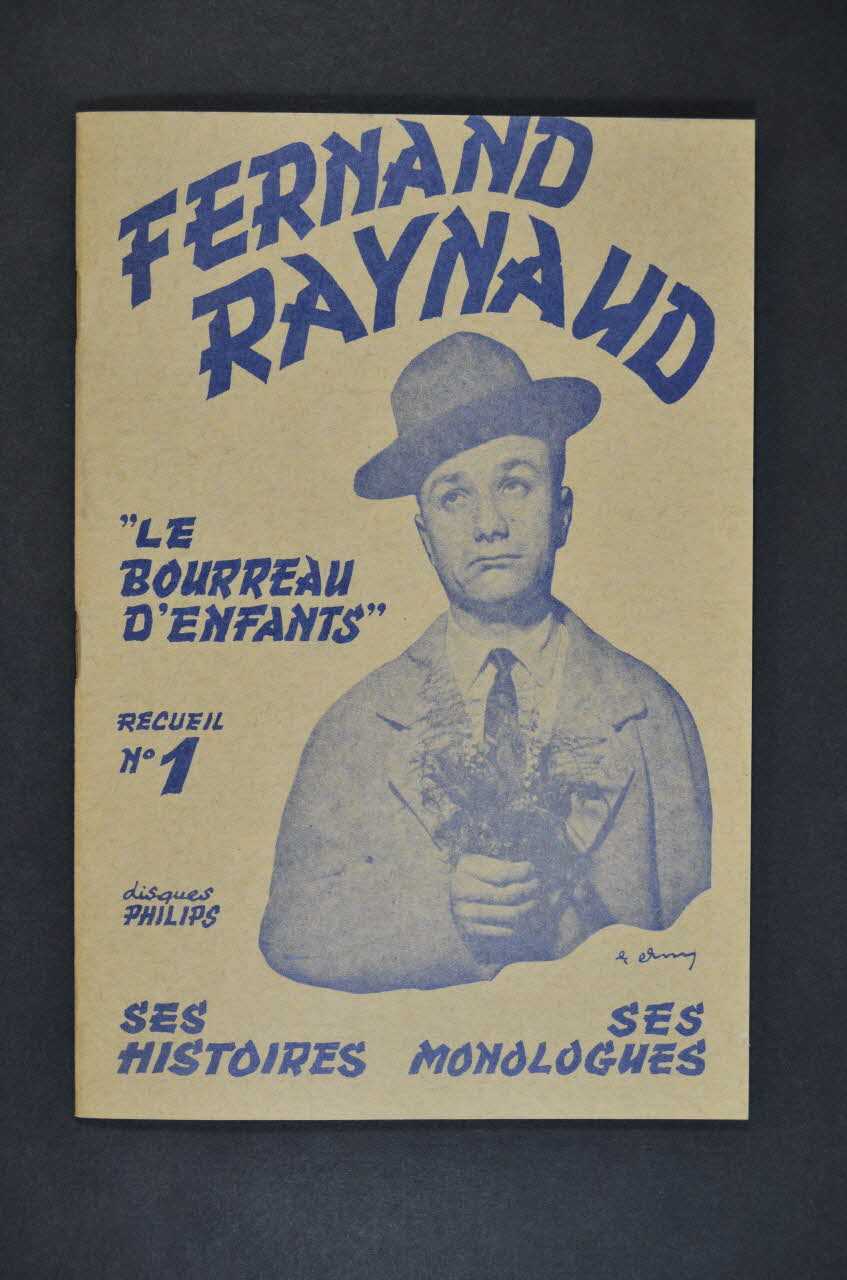 FERNAND
RAYNAUD
"LE
BOURREAU
D'ENFANTS"
RECUEIL
N° 1
disques
PHILIPS
SES
HISTOIRES
SES
MONOLOGUES